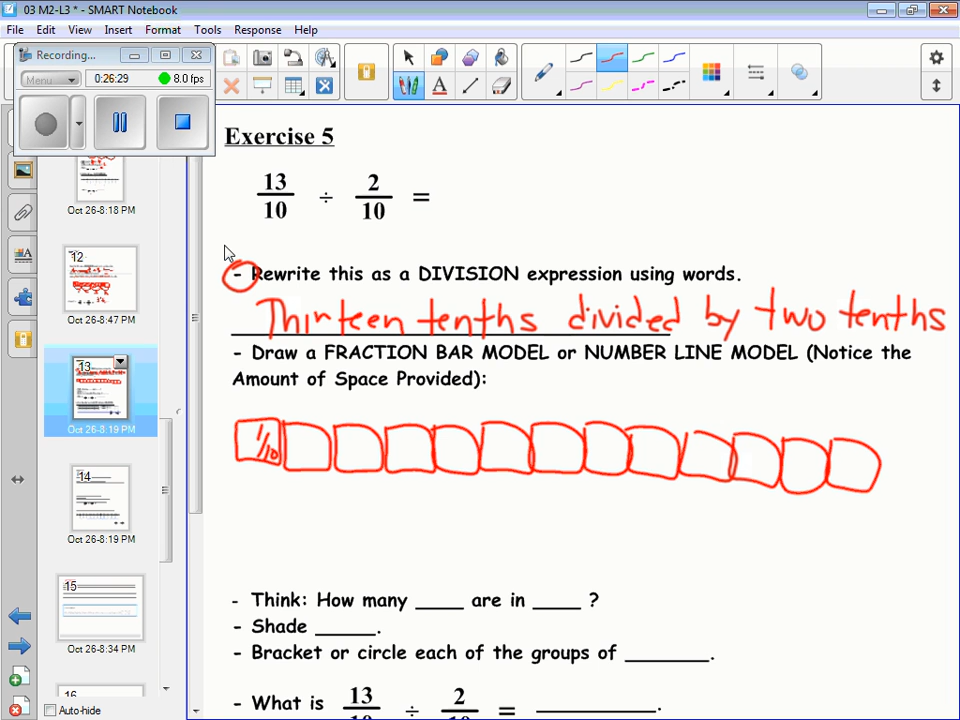 03 M2-L3 * - SMART Notebook
File Edit View Insert Format Tools Response Help
Recording...
Menu 0:26:29 8.0 fps
Oct 26-8:18 PM
12
Oct 26-8:47 PM
13
Oct 26-8:19 PM
14
Oct 26-8:19 PM
15
Oct 26-8:34 PM
16
Auto-hide
Exercise 5
13/10 ÷ 2/10 =
- Rewrite this as a DIVISION expression using words.
Thirteen tenths divided by two tenths
- Draw a FRACTION BAR MODEL or NUMBER LINE MODEL (Notice the
Amount of Space Provided):
1/10
- Think: How many ____ are in ____ ?
- Shade _____.
- Bracket or circle each of the groups of _______.
- What is 13/10 ÷ 2/10 = __________.